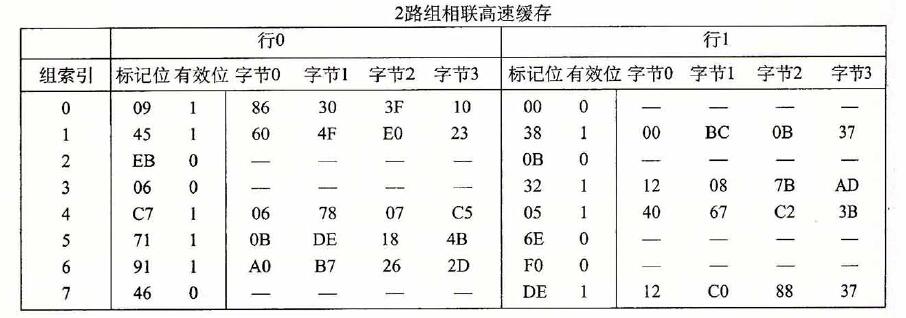 2路组相联高速缓存
行0 行1
组索引 标记位 有效位 字节0 字节1 字节2 字节3 标记位 有效位 字节0 字节1 字节2 字节3
0 09 1 86 30 3F 10 00 0 — — — —
1 45 1 60 4F E0 23 38 1 00 BC 0B 37
2 EB 0 — — — — 0B 0 — — — —
3 06 0 — — — — 32 1 12 08 7B AD
4 C7 1 06 78 07 C5 05 1 40 67 C2 3B
5 71 1 0B DE 18 4B 6E 0 — — — —
6 91 1 A0 B7 26 2D F0 0 — — — —
7 46 0 — — — — DE 1 12 C0 88 37